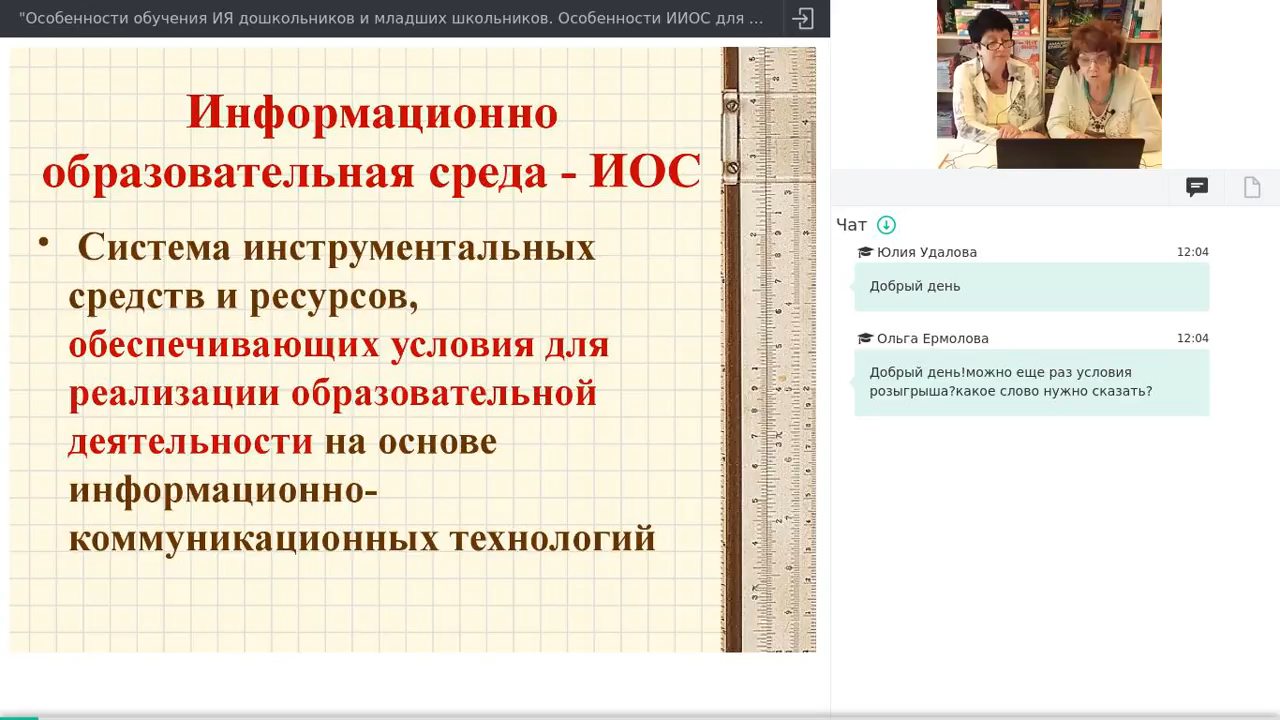 "Особенности обучения ИЯ дошкольников и младших школьников. Особенности ИИОС для ...
Информационно
образовательная среда - ИОС
• Система инструментальных
средств и ресурсов,
обеспечивающих условия для
реализации образовательной
деятельности на основе
информационно-
коммуникационных технологий
Чат
Юлия Удалова 12:04
Добрый день
Ольга Ермолова 12:04
Добрый день!можно еще раз условия
розыгрыша?какое слово нужно сказать?